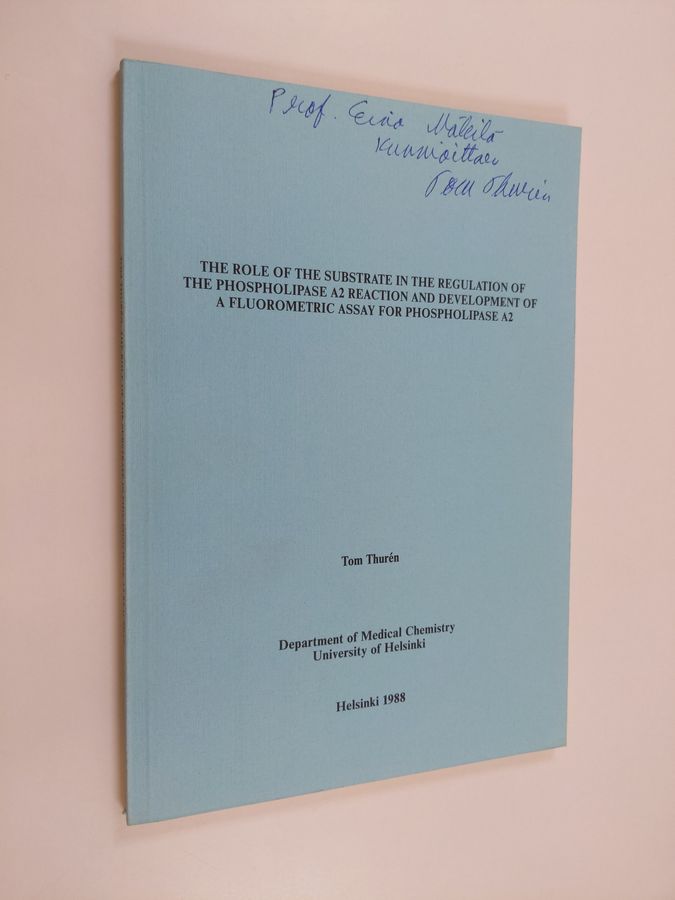 Prof. Eino Mäkilä
kunnioittaen
Tom Thurén
THE ROLE OF THE SUBSTRATE IN THE REGULATION OF
THE PHOSPHOLIPASE A2 REACTION AND DEVELOPMENT OF
A FLUOROMETRIC ASSAY FOR PHOSPHOLIPASE A2
Tom Thurén
Department of Medical Chemistry
University of Helsinki
Helsinki 1988